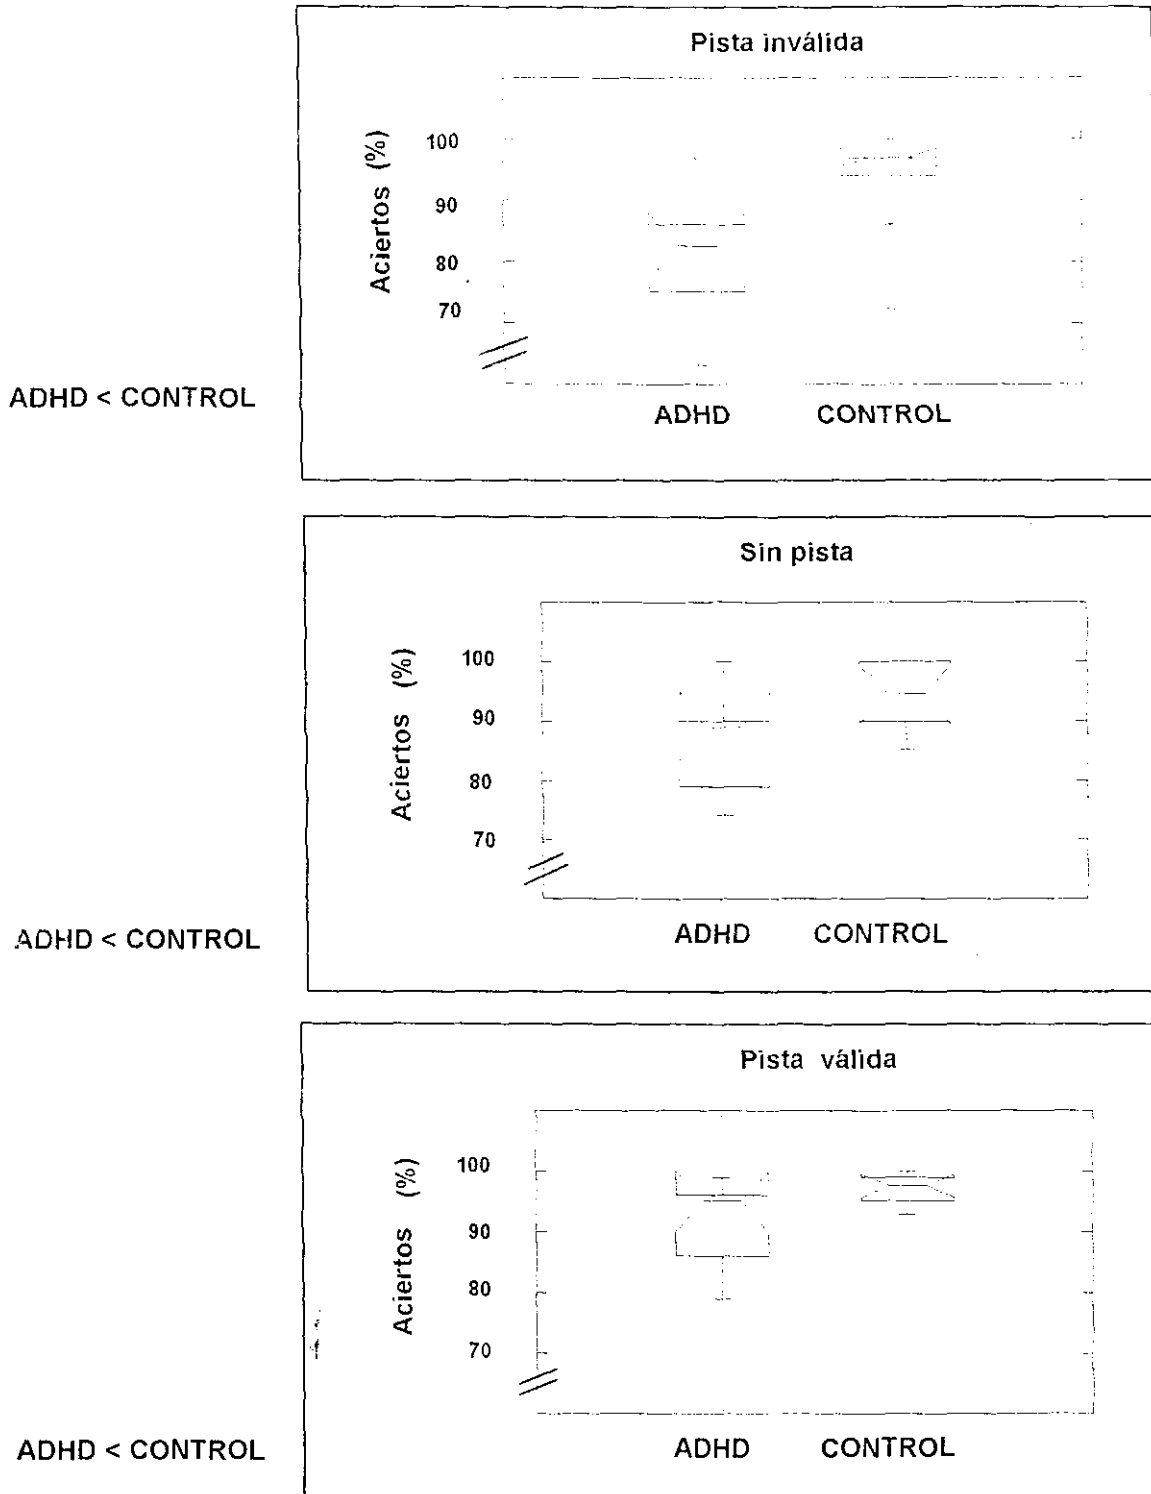 Pista inválida
Aciertos (%)
100
90
80
70
ADHD CONTROL
ADHD < CONTROL
Sin pista
Aciertos (%)
100
90
80
70
ADHD CONTROL
ADHD < CONTROL
Pista válida
Aciertos (%)
100
90
80
70
ADHD CONTROL
ADHD < CONTROL